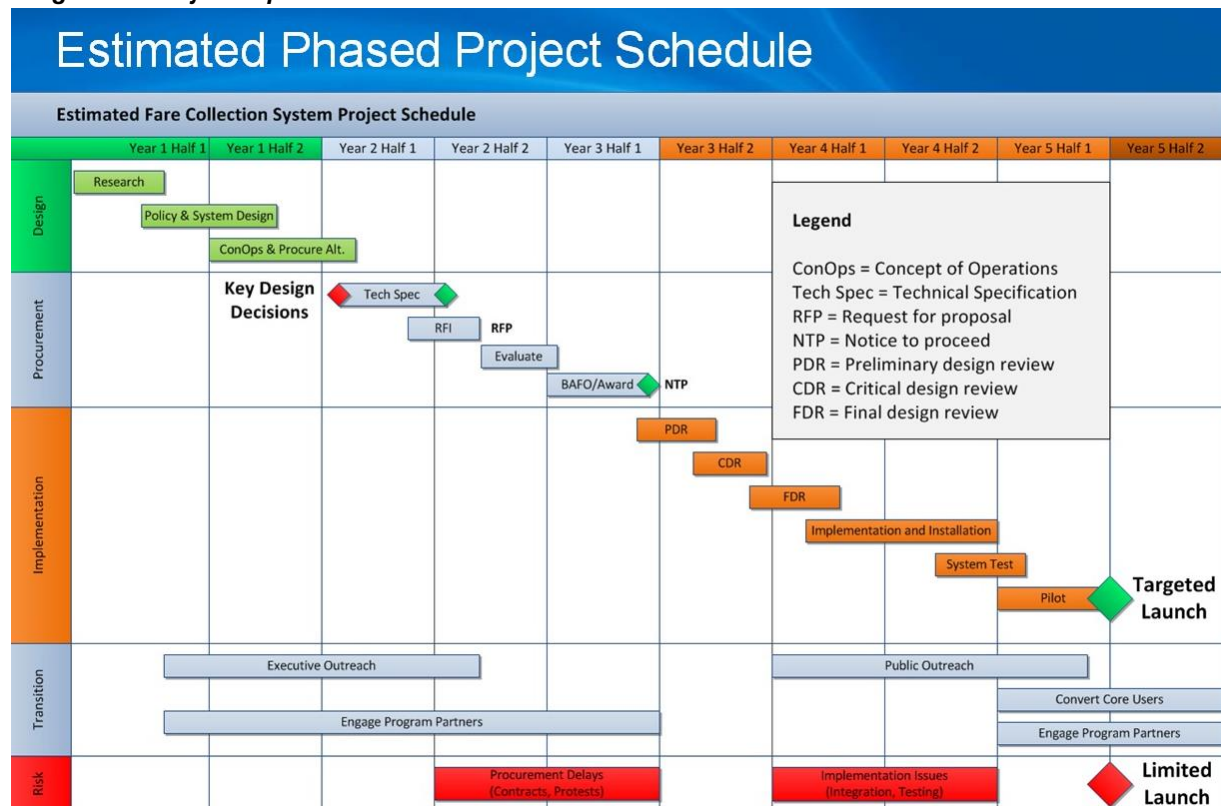 Estimated Phased Project Schedule
Estimated Fare Collection System Project Schedule
Year 1 Half 1
Year 1 Half 2
Year 2 Half 1
Year 2 Half 2
Year 3 Half 1
Year 3 Half 2
Year 4 Half 1
Year 4 Half 2
Year 5 Half 1
Year 5 Half 2
Design
Research
Policy & System Design
ConOps & Procure Alt.
Legend
ConOps = Concept of Operations
Tech Spec = Technical Specification
RFP = Request for proposal
NTP = Notice to proceed
PDR = Preliminary design review
CDR = Critical design review
FDR = Final design review
Procurement
Key Design
Decisions
Tech Spec
RFI
RFP
Evaluate
BAFO/Award
NTP
Implementation
PDR
CDR
FDR
Implementation and Installation
System Test
Pilot
Targeted
Launch
Transition
Executive Outreach
Public Outreach
Convert Core Users
Engage Program Partners
Engage Program Partners
Risk
Procurement Delays
(Contracts, Protests)
Implementation Issues
(Integration, Testing)
Limited
Launch